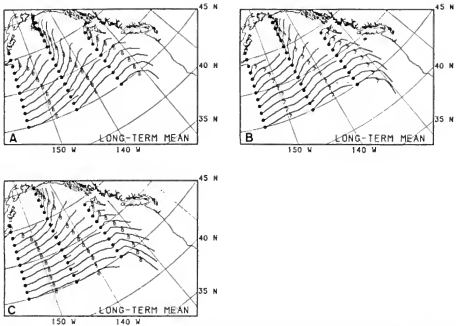 45 N
40 N
35 N
A
LONG-TERM MEAN
150 W
140 W
45 N
40 N
35 N
B
LONG-TERM MEAN
150 W
140 W
45 N
40 N
35 N
C
LONG-TERM MEAN
150 W
140 W